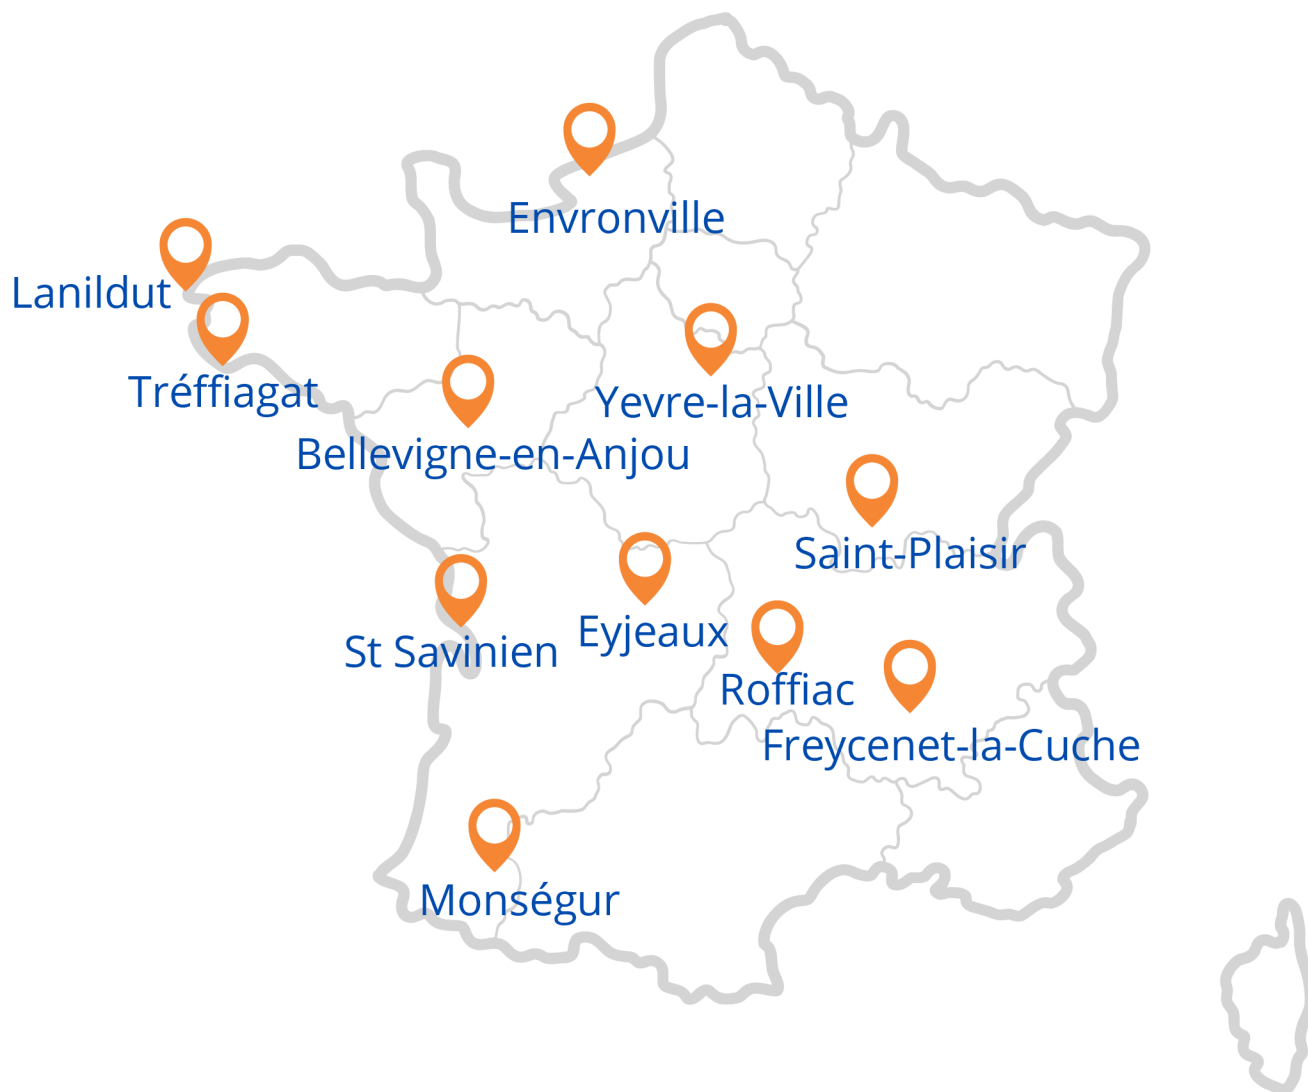 Envronville
Lanildut
Tréffiagat
Yevre-la-Ville
Bellevigne-en-Anjou
Saint-Plaisir
Eyjeaux
St Savinien
Roffiac
Freycenet-la-Cuche
Monségur